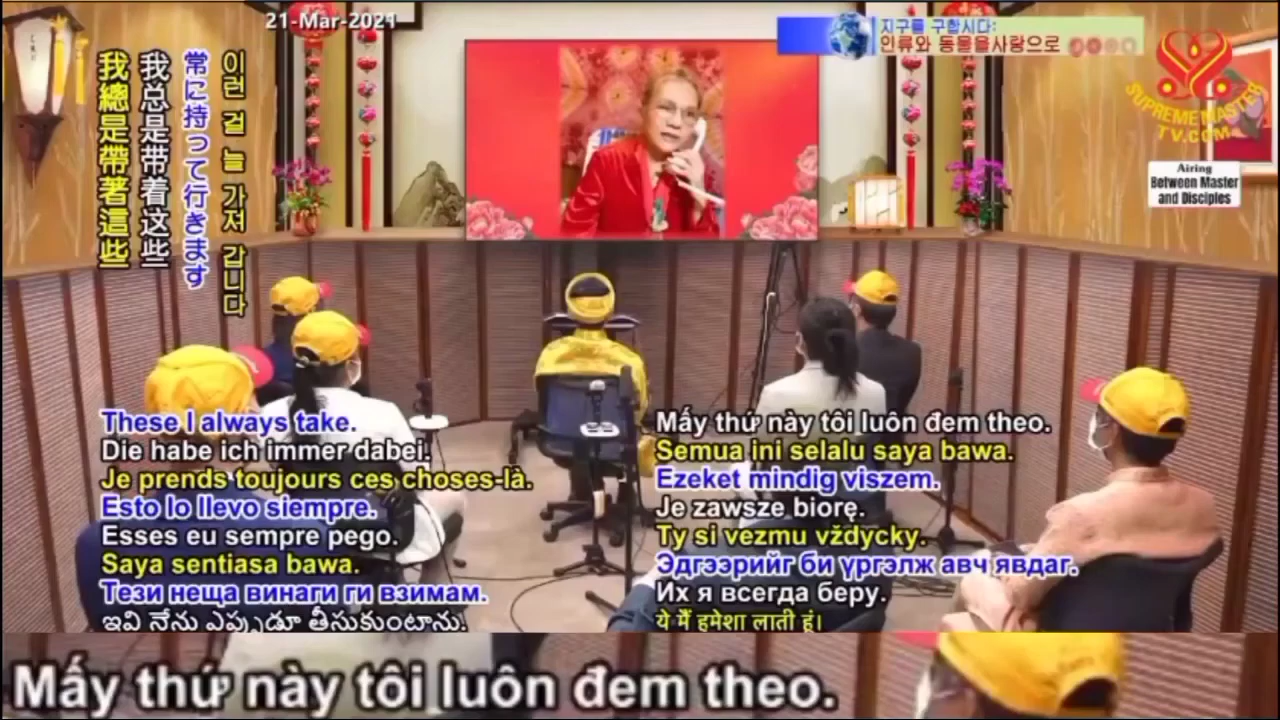 21-Mar-2021
지구를 구합시다:
인류와 동물을사랑으로
SUPREME MASTER
TV.COM
Airing
Between Master
and Disciples
이런 걸 늘 가져 갑니다
常に持って行きます
我总是带着这些
我總是帶著這些
These I always take.
Die habe ich immer dabei.
Je prends toujours ces choses-là.
Esto lo llevo siempre.
Esses eu sempre pego.
Saya sentiasa bawa.
Тези неща винаги ги взимам.
ఇవి నేను ఎప్పుడూ తీసుకుంటాను.
Mấy thứ này tôi luôn đem theo.
Semua ini selalu saya bawa.
Ezeket mindig viszem.
Je zawsze biorę.
Ty si vezmu vždycky.
Эдгээрийг би үргэлж авч явдаг.
Их я всегда беру.
ये मैं हमेशा लाती हूं।
Mấy thứ này tôi luôn đem theo.